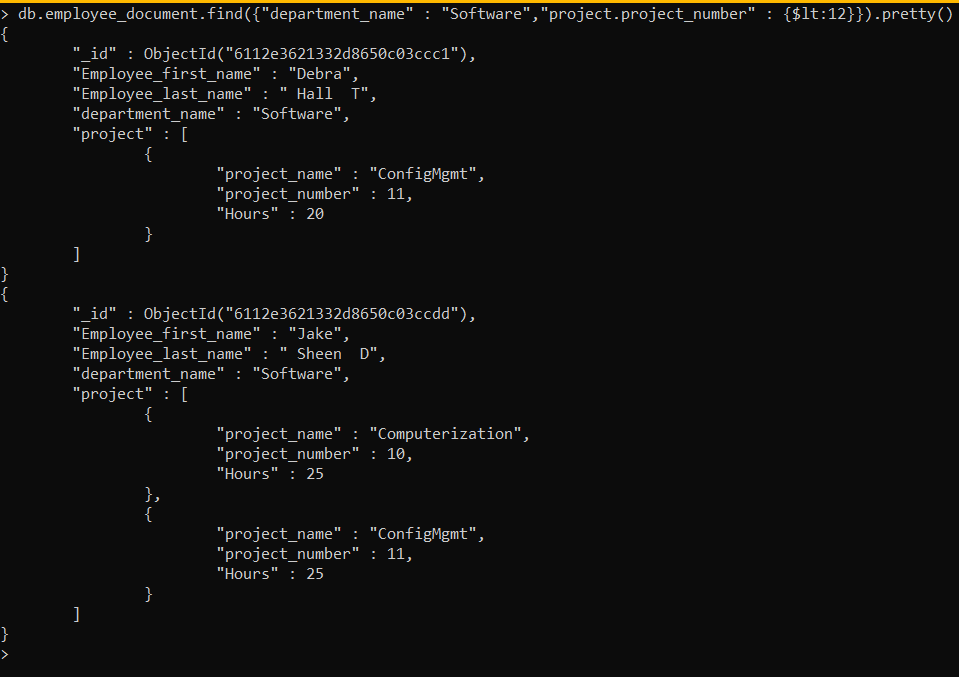 > db.employee_document.find({"department_name" : "Software","project.project_number" : {$lt:12}}).pretty()
{
        "_id" : ObjectId("6112e3621332d8650c03ccc1"),
        "Employee_first_name" : "Debra",
        "Employee_last_name" : " Hall  T",
        "department_name" : "Software",
        "project" : [
                {
                        "project_name" : "ConfigMgmt",
                        "project_number" : 11,
                        "Hours" : 20
                }
        ]
}
{
        "_id" : ObjectId("6112e3621332d8650c03ccdd"),
        "Employee_first_name" : "Jake",
        "Employee_last_name" : " Sheen  D",
        "department_name" : "Software",
        "project" : [
                {
                        "project_name" : "Computerization",
                        "project_number" : 10,
                        "Hours" : 25
                },
                {
                        "project_name" : "ConfigMgmt",
                        "project_number" : 11,
                        "Hours" : 25
                }
        ]
}
>